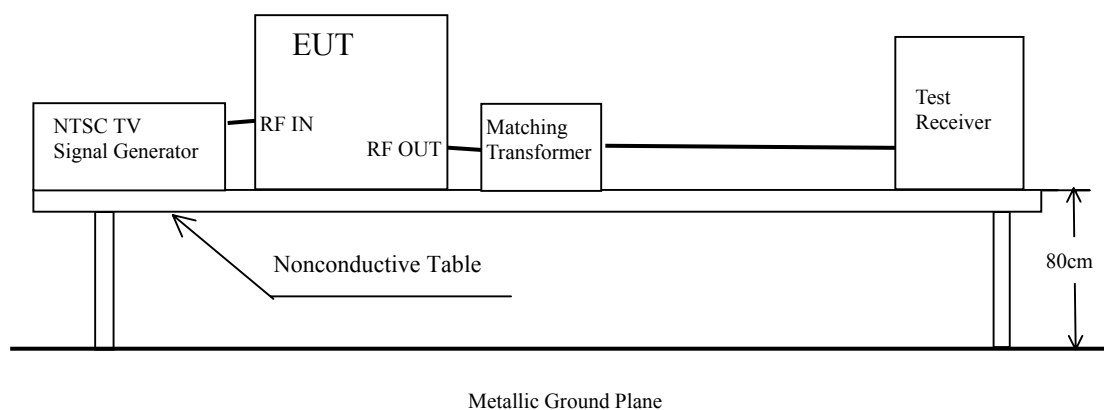 EUT
NTSC TV
Signal Generator
RF IN
RF OUT
Matching
Transformer
Test
Receiver
Nonconductive Table
80cm
Metallic Ground Plane